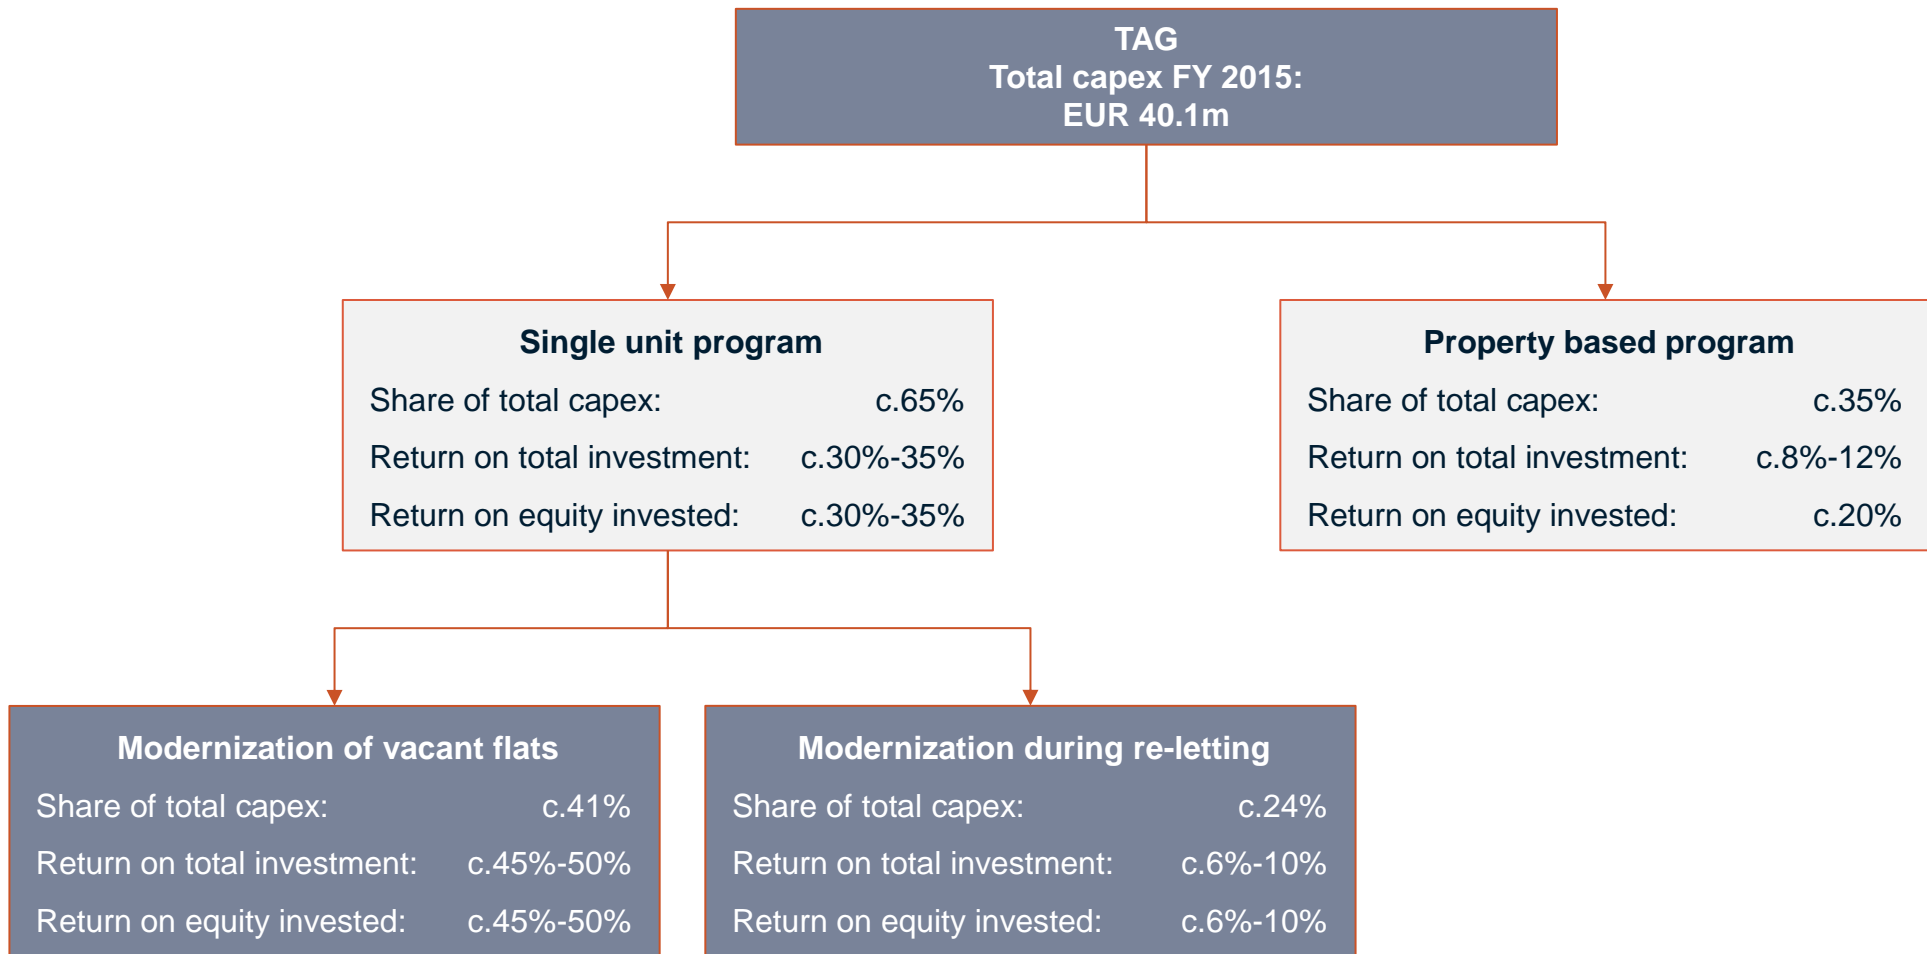 TAG
Total capex FY 2015:
EUR 40.1m
Single unit program
Share of total capex: c.65%
Return on total investment: c.30%-35%
Return on equity invested: c.30%-35%
Property based program
Share of total capex: c.35%
Return on total investment: c.8%-12%
Return on equity invested: c.20%
Modernization of vacant flats
Share of total capex: c.41%
Return on total investment: c.45%-50%
Return on equity invested: c.45%-50%
Modernization during re-letting
Share of total capex: c.24%
Return on total investment: c.6%-10%
Return on equity invested: c.6%-10%